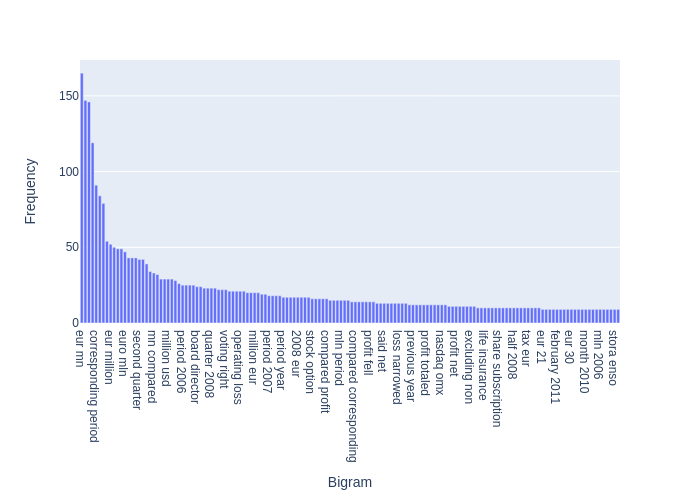 150
100
50
0
Frequency
eur mn
corresponding period
eur million
euro mln
second quarter
mn compared
million usd
period 2006
board director
quarter 2008
voting right
operating loss
million eur
period 2007
period year
2008 eur
stock option
compared profit
mln period
compared corresponding
profit fell
said net
loss narrowed
previous year
profit totaled
nasdaq omx
profit net
excluding non
life insurance
share subscription
half 2008
tax eur
eur 21
february 2011
eur 30
month 2010
mln 2006
stora enso
Bigram